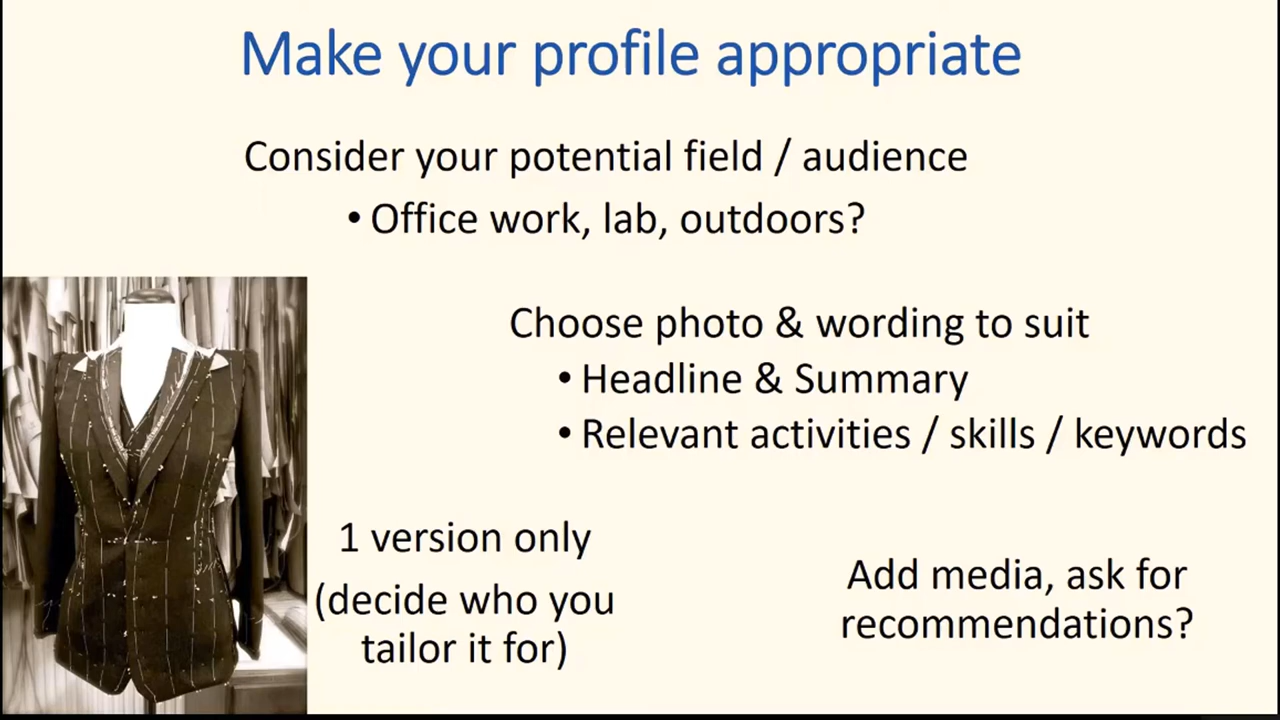 Make your profile appropriate
Consider your potential field / audience
• Office work, lab, outdoors?
Choose photo & wording to suit
• Headline & Summary
• Relevant activities / skills / keywords
1 version only
(decide who you
tailor it for)
Add media, ask for
recommendations?